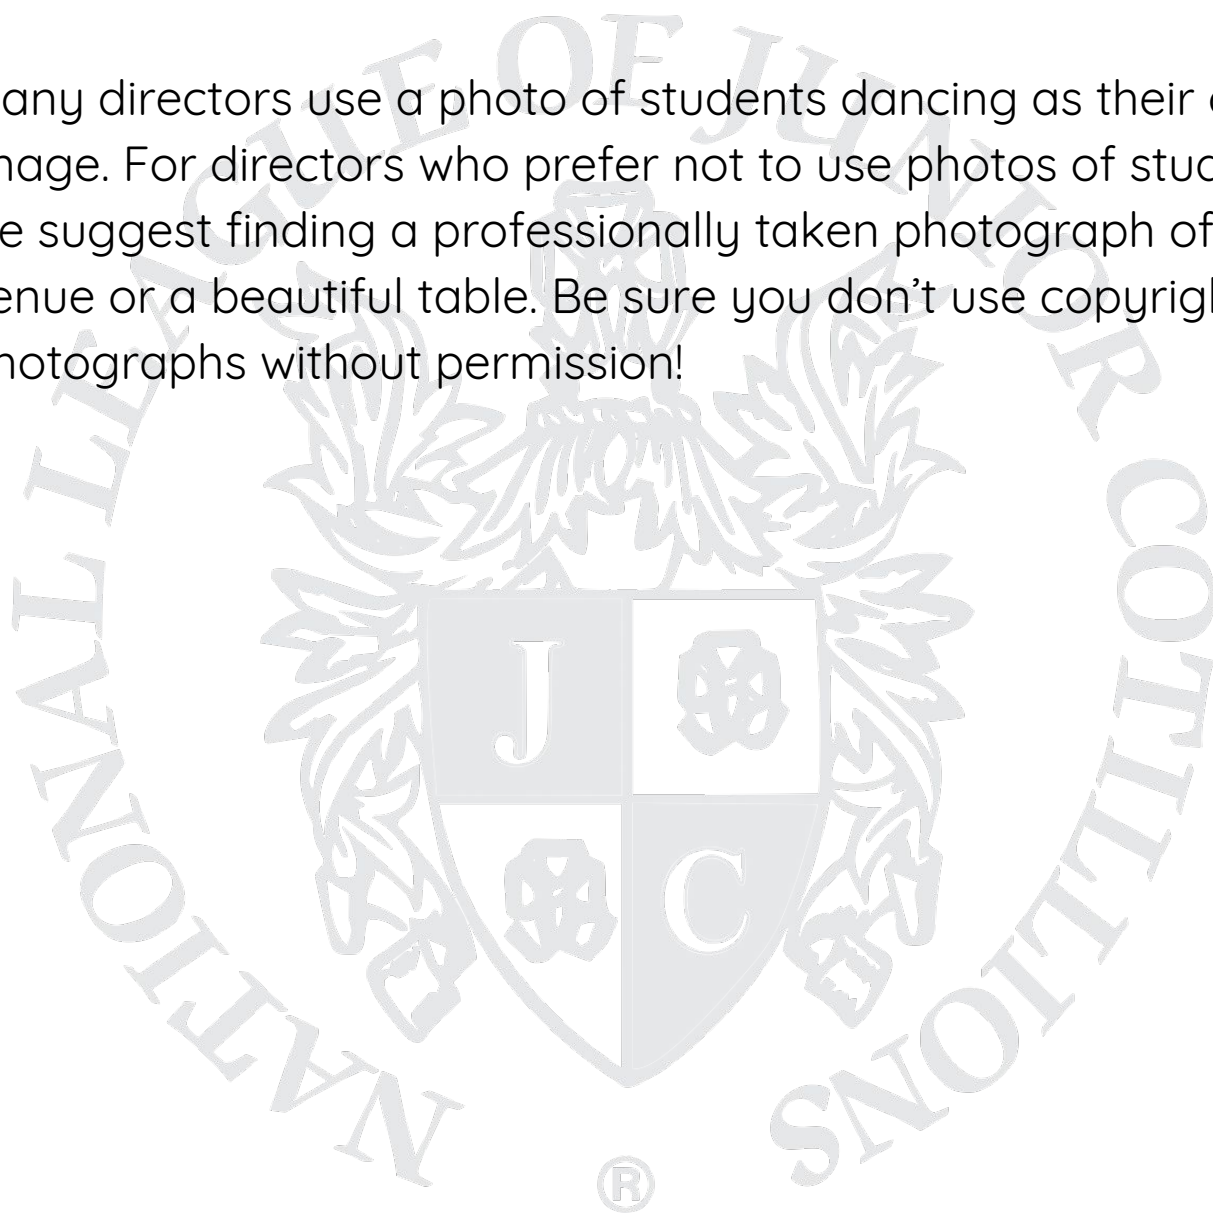 any directors use a photo of students dancing as their
nage. For directors who prefer not to use photos of stud
e suggest finding a professionally taken photograph of
enue or a beautiful table. Be sure you don’t use copyrigh
hotographs without permission!
NATIONAL LEAGUE OF JUNIOR COTILLIONS
J
C
®